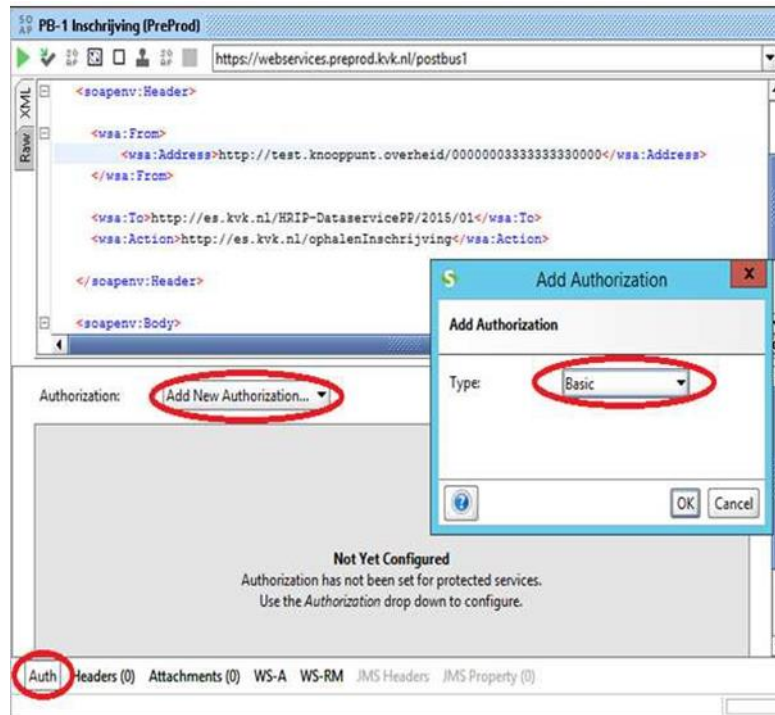 PB-1 Inschrijving (PreProd)
https://webservices.preprod.kvk.nl/postbus1
XML
Raw
<soapenv:Header>
<wsa:From>
<wsa:Address>http://test.knooppunt.overheid/00000003333333330000</wsa:Address>
</wsa:From>
<wsa:To>http://es.kvk.nl/HRIP-DataservicePP/2015/01</wsa:To>
<wsa:Action>http://es.kvk.nl/ophalenInschrijving</wsa:Action>
</soapenv:Header>
<soapenv:Body>
Add Authorization
Add Authorization
Type: Basic
OK Cancel
Authorization: Add New Authorization...
Not Yet Configured
Authorization has not been set for protected services.
Use the Authorization drop down to configure.
Auth Headers (0) Attachments (0) WS-A WS-RM JMS Headers JMS Property (0)